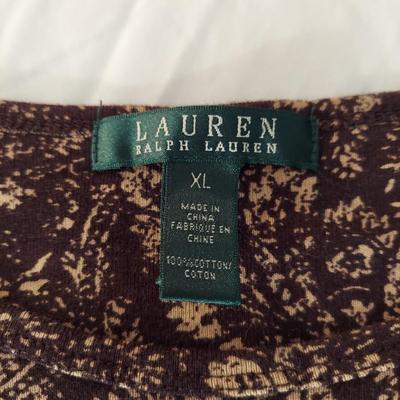 LAUREN
RALPH LAUREN
XL
MADE IN
CHINA
FABRIQUE EN
CHINE
100% COTTON/
COTON